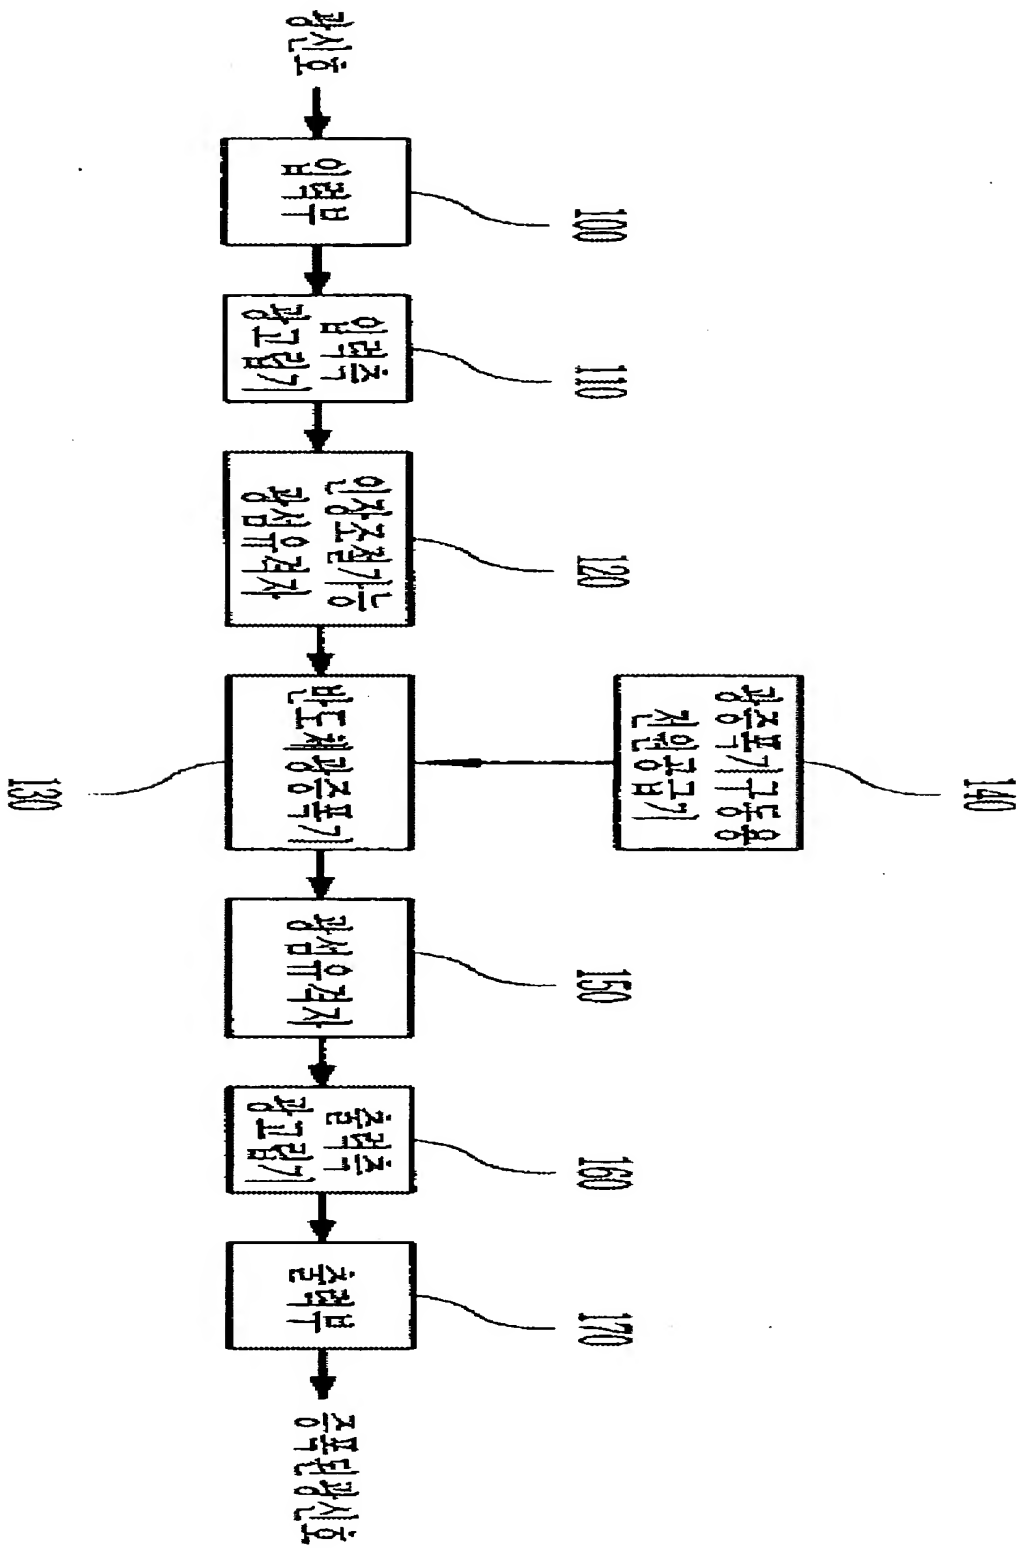 광신호
입력부
100
입력측
광고립기
110
인장조절기능
광섬유격자
120
반도체광증폭기
130
광증폭기구동용
전원공급기
140
광섬유격자
150
출력측
광고립기
160
출력부
170
증폭된광신호